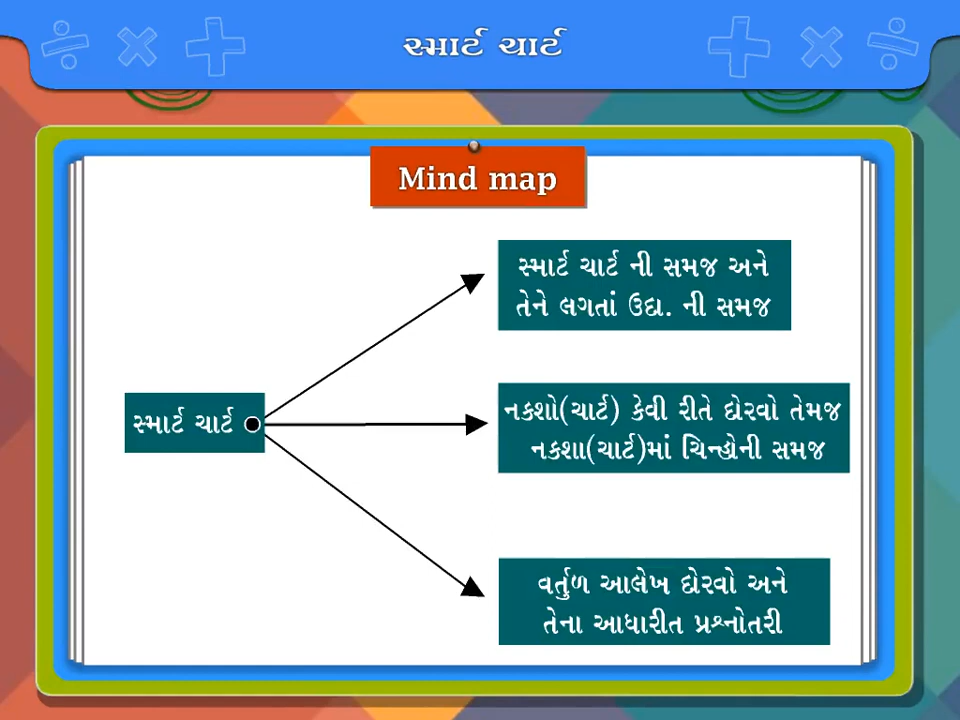 સ્માર્ટ ચાર્ટ
Mind map
સ્માર્ટ ચાર્ટ ની સમજ અને
તેને લગતાં ઉદા. ની સમજ
સ્માર્ટ ચાર્ટ
નકશો(ચાર્ટ) કેવી રીતે દોરવો તેમજ
નકશા(ચાર્ટ)માં ચિન્હોની સમજ
વર્તુળ આલેખ દોરવો અને
તેના આધારીત પ્રશ્નોતરી